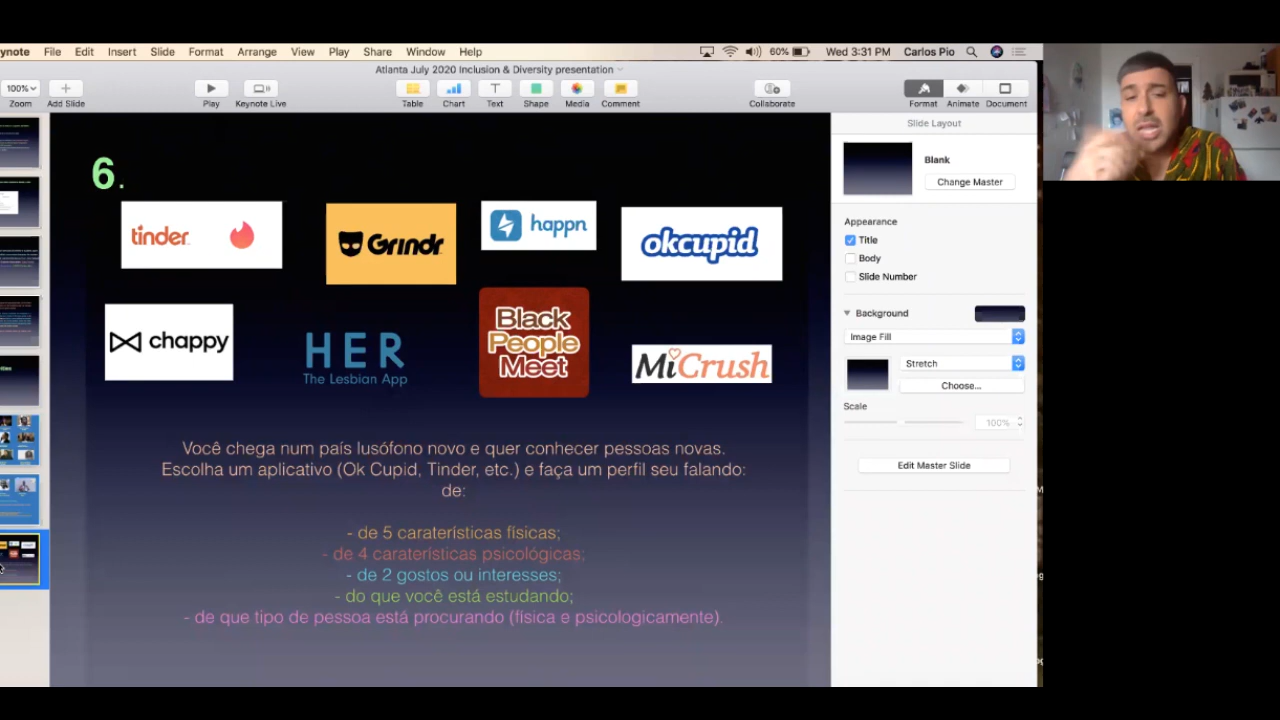 ynote File Edit Insert Slide Format Arrange View Play Share Window Help 60% Wed 3:31 PM Carlos Pio
Atlanta July 2020 Inclusion & Diversity presentation
100%
Zoom Add Slide Play Keynote Live Table Chart Text Shape Media Comment Collaborate Format Animate Document
Slide Layout
Blank
Change Master
Appearance
Title
Body
Slide Number
Background
Image Fill
Stretch
Choose...
Scale
100%
Edit Master Slide
6.
tinder Grindr happn okcupid
chappy
HER
The Lesbian App
Black
People
Meet
MiCrush
Você chega num país lusófono novo e quer conhecer pessoas novas.
Escolha um aplicativo (Ok Cupid, Tinder, etc.) e faça um perfil seu falando:
de:
- de 5 caraterísticas físicas;
- de 4 caraterísticas psicológicas;
- de 2 gostos ou interesses;
- do que você está estudando;
- de que tipo de pessoa está procurando (física e psicologicamente).